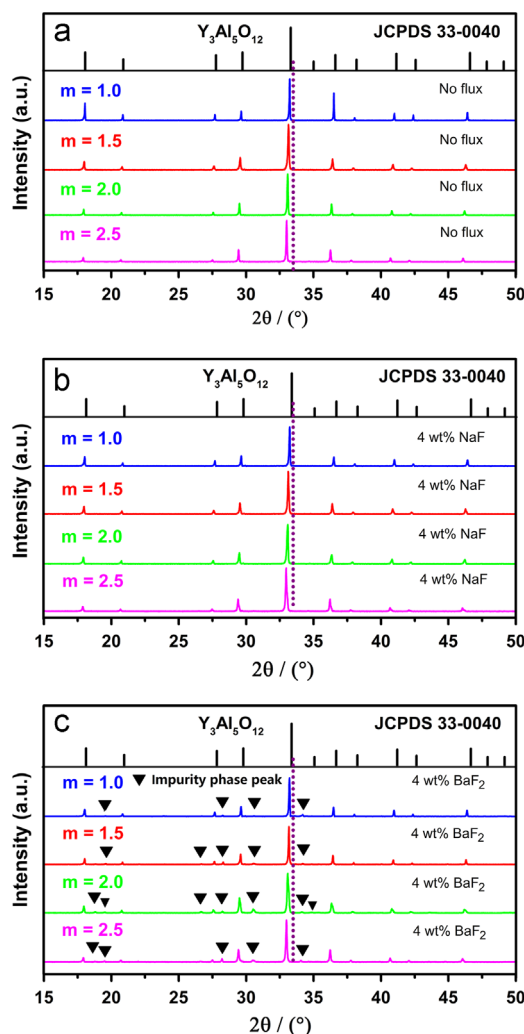 a
Y3Al5O12 JCPDS 33-0040
m = 1.0 No flux
m = 1.5 No flux
m = 2.0 No flux
m = 2.5 No flux
Intensity (a.u.)
15 20 25 30 35 40 45 50
2θ / (°)
b
Y3Al5O12 JCPDS 33-0040
m = 1.0 4 wt% NaF
m = 1.5 4 wt% NaF
m = 2.0 4 wt% NaF
m = 2.5 4 wt% NaF
Intensity (a.u.)
15 20 25 30 35 40 45 50
2θ / (°)
c
Y3Al5O12 JCPDS 33-0040
▼ Impurity phase peak
m = 1.0 4 wt% BaF2
m = 1.5 4 wt% BaF2
m = 2.0 4 wt% BaF2
m = 2.5 4 wt% BaF2
Intensity (a.u.)
15 20 25 30 35 40 45 50
2θ / (°)